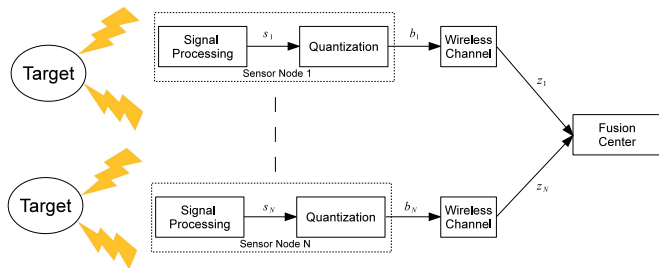 Target
Signal
Processing
s1
Quantization
Sensor Node 1
b1
Wireless
Channel
z1
Fusion
Center
Target
Signal
Processing
sN
Quantization
Sensor Node N
bN
Wireless
Channel
zN